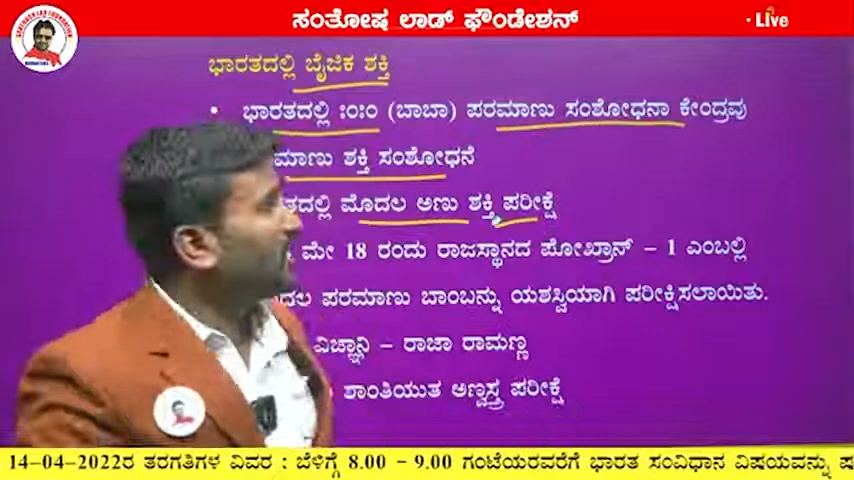 ಸಂತೋಷ ಲಾಡ್ ಫೌಂಡೇಶನ್
Live
ಭಾರತದಲ್ಲಿ ಬೈಜಿಕ ಶಕ್ತಿ
• ಭಾರತದಲ್ಲಿ ೦೦೦ (ಬಾಬಾ) ಪರಮಾಣು ಸಂಶೋಧನಾ ಕೇಂದ್ರವು
ಮಾಣು ಶಕ್ತಿ ಸಂಶೋಧನೆ
ತದಲ್ಲಿ ಮೊದಲ ಅಣು ಶಕ್ತಿ ಪರೀಕ್ಷೆ
ಮೇ 18 ರಂದು ರಾಜಸ್ಥಾನದ ಪೋಖ್ರಾನ್ – 1 ಎಂಬಲ್ಲಿ
ದಲ ಪರಮಾಣು ಬಾಂಬನ್ನು ಯಶಸ್ವಿಯಾಗಿ ಪರೀಕ್ಷಿಸಲಾಯಿತು.
ವಿಜ್ಞಾನಿ – ರಾಜಾ ರಾಮಣ್ಣ
ಶಾಂತಿಯುತ ಅಣ್ವಸ್ತ್ರ ಪರೀಕ್ಷೆ
14–04–2022ರ ತರಗತಿಗಳ ವಿವರ : ಬೆಳಿಗ್ಗೆ 8.00 – 9.00 ಗಂಟೆಯರವರೆಗೆ ಭಾರತ ಸಂವಿಧಾನ ವಿಷಯವನ್ನು